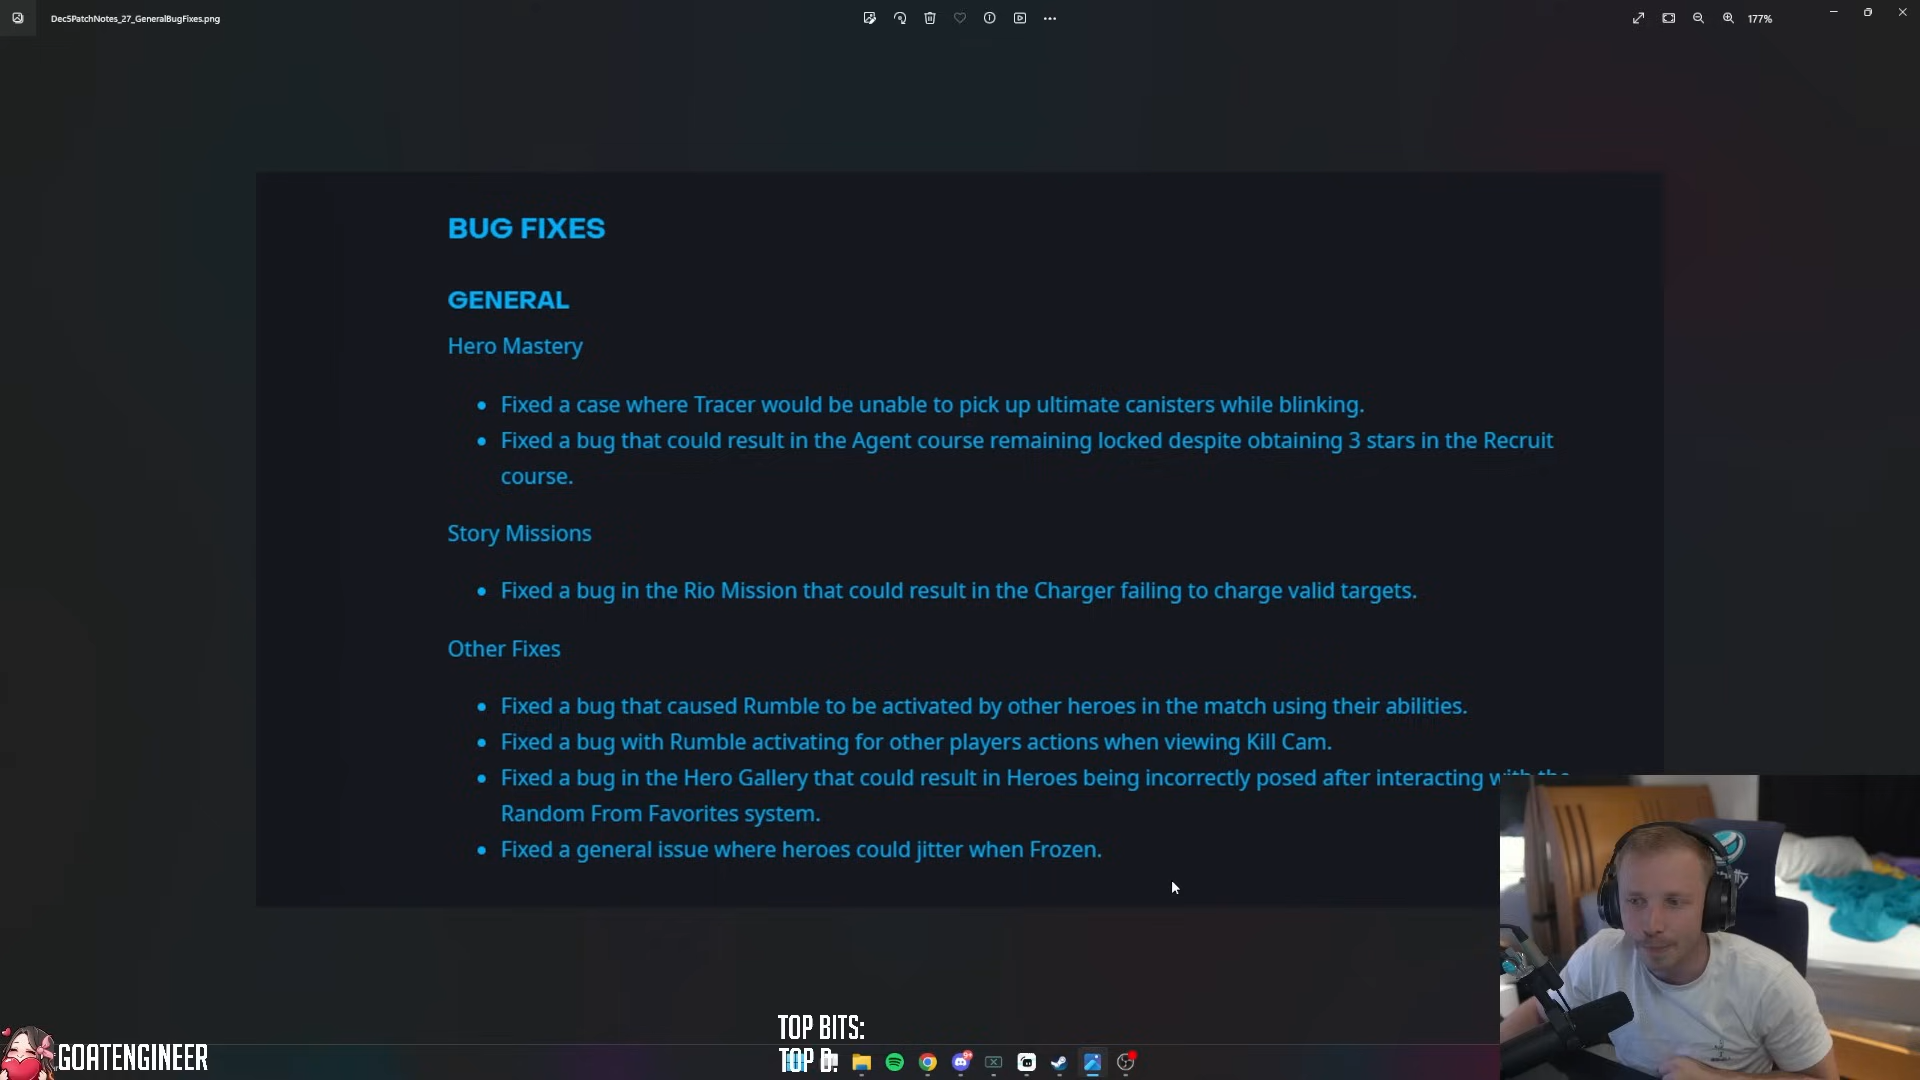 DecSPatchNotes_27_GeneralBugFixes.png
177%
BUG FIXES
GENERAL
Hero Mastery
• Fixed a case where Tracer would be unable to pick up ultimate canisters while blinking.
• Fixed a bug that could result in the Agent course remaining locked despite obtaining 3 stars in the Recruit
course.
Story Missions
• Fixed a bug in the Rio Mission that could result in the Charger failing to charge valid targets.
Other Fixes
• Fixed a bug that caused Rumble to be activated by other heroes in the match using their abilities.
• Fixed a bug with Rumble activating for other players actions when viewing Kill Cam.
• Fixed a bug in the Hero Gallery that could result in Heroes being incorrectly posed after interacting with the
Random From Favorites system.
• Fixed a general issue where heroes could jitter when Frozen.
TOP BITS:
TOP D:
GOATENGINEER